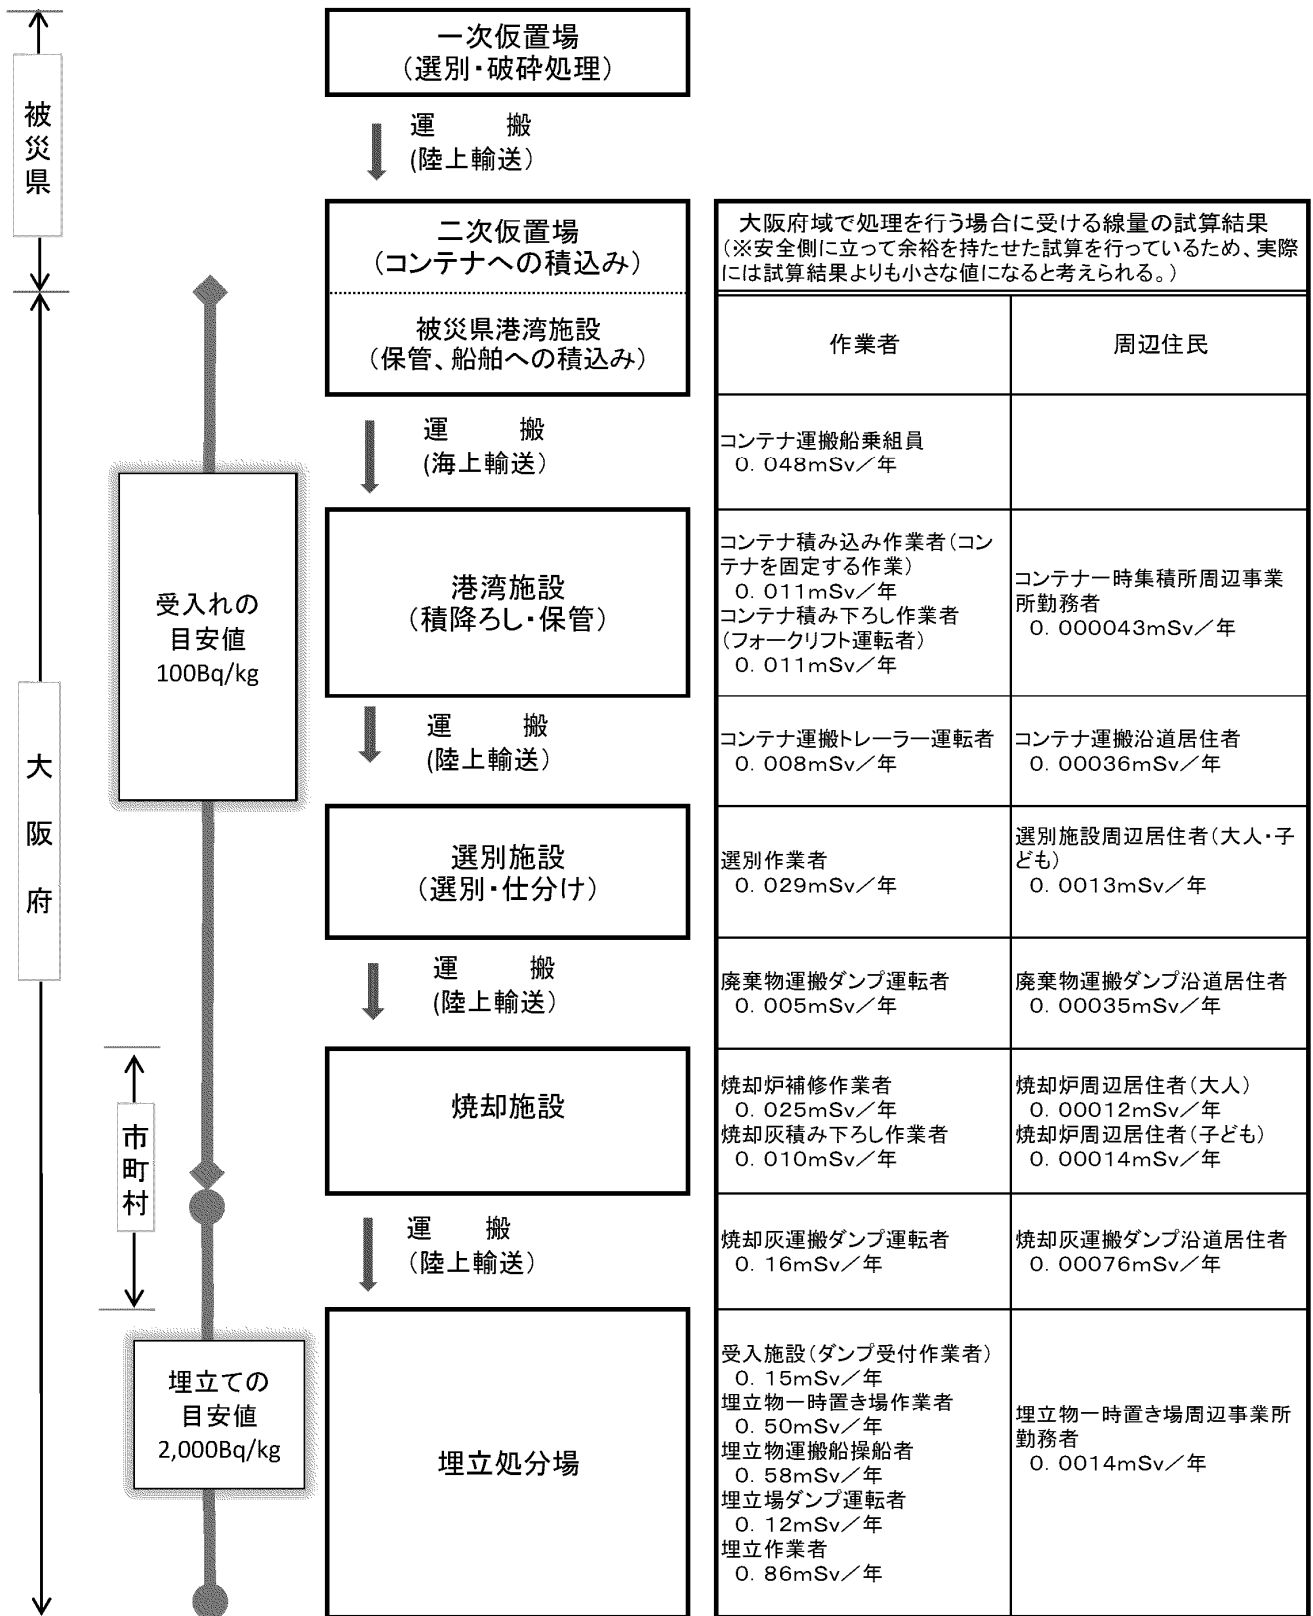 被災県
大阪府
市町村
受入れの
目安値
100Bq/kg
埋立ての
目安値
2,000Bq/kg
一次仮置場
(選別・破砕処理)
運　搬
(陸上輸送)
二次仮置場
(コンテナへの積込み)
被災県港湾施設
(保管、船舶への積込み)
運　搬
(海上輸送)
港湾施設
(積降ろし・保管)
運　搬
(陸上輸送)
選別施設
(選別・仕分け)
運　搬
(陸上輸送)
焼却施設
運　搬
(陸上輸送)
埋立処分場
大阪府域で処理を行う場合に受ける線量の試算結果
(※安全側に立って余裕を持たせた試算を行っているため、実際
には試算結果よりも小さな値になると考えられる。)
作業者
周辺住民
コンテナ運搬船乗組員
0.048mSv/年
コンテナ積み込み作業者(コン
テナを固定する作業)
0.011mSv/年
コンテナ積み下ろし作業者
(フォークリフト運転者)
0.011mSv/年
コンテナ一時集積所周辺事業
所勤務者
0.000043mSv/年
コンテナ運搬トレーラー運転者
0.008mSv/年
コンテナ運搬沿道居住者
0.00036mSv/年
選別作業者
0.029mSv/年
選別施設周辺居住者(大人・子
ども)
0.0013mSv/年
廃棄物運搬ダンプ運転者
0.005mSv/年
廃棄物運搬ダンプ沿道居住者
0.00035mSv/年
焼却炉補修作業者
0.025mSv/年
焼却灰積み下ろし作業者
0.010mSv/年
焼却炉周辺居住者(大人)
0.00012mSv/年
焼却炉周辺居住者(子ども)
0.00014mSv/年
焼却灰運搬ダンプ運転者
0.16mSv/年
焼却灰運搬ダンプ沿道居住者
0.00076mSv/年
受入施設(ダンプ受付作業者)
0.15mSv/年
埋立物一時置き場作業者
0.50mSv/年
埋立物運搬船操船者
0.58mSv/年
埋立場ダンプ運転者
0.12mSv/年
埋立作業者
0.86mSv/年
埋立物一時置き場周辺事業所
勤務者
0.0014mSv/年